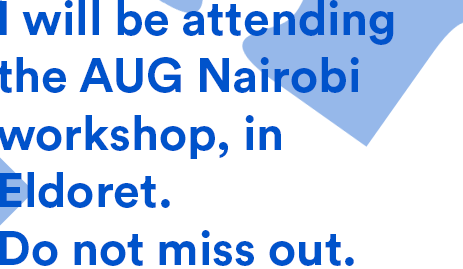 I will be attending
the AUG Nairobi
workshop, in
Eldoret.
Do not miss out.